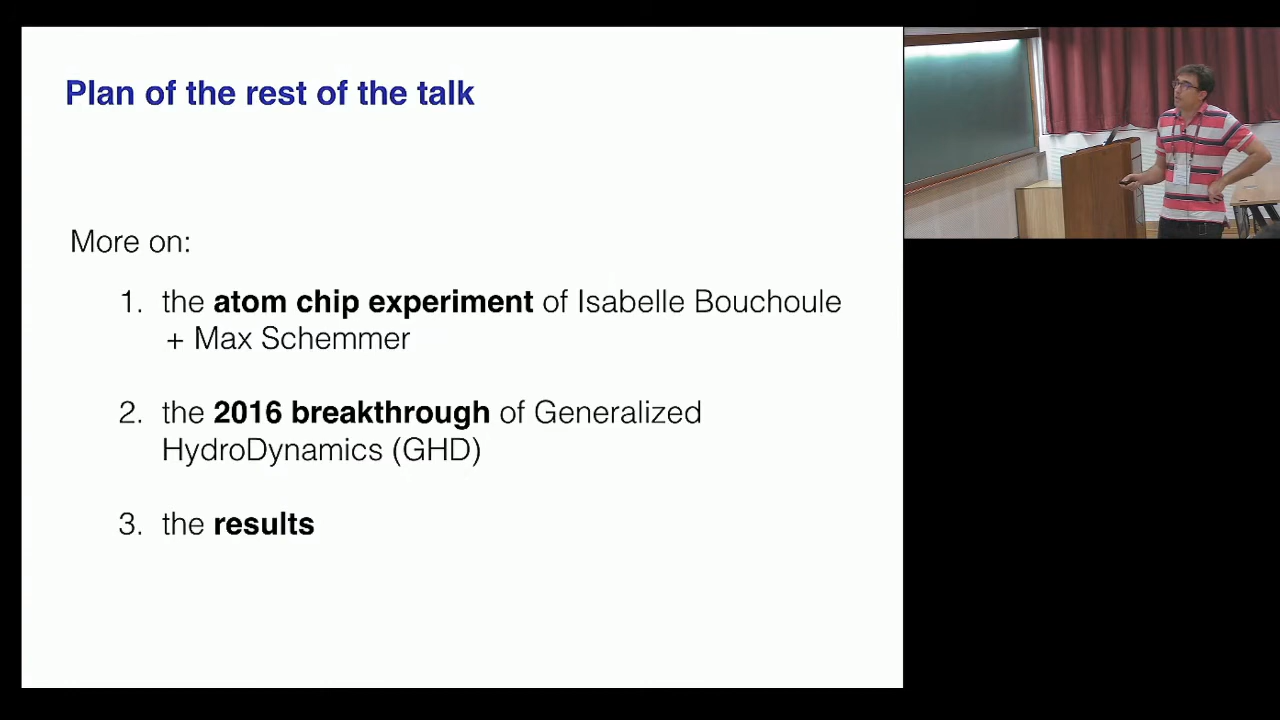 Plan of the rest of the talk
More on:
1. the atom chip experiment of Isabelle Bouchoule
+ Max Schemmer
2. the 2016 breakthrough of Generalized
HydroDynamics (GHD)
3. the results